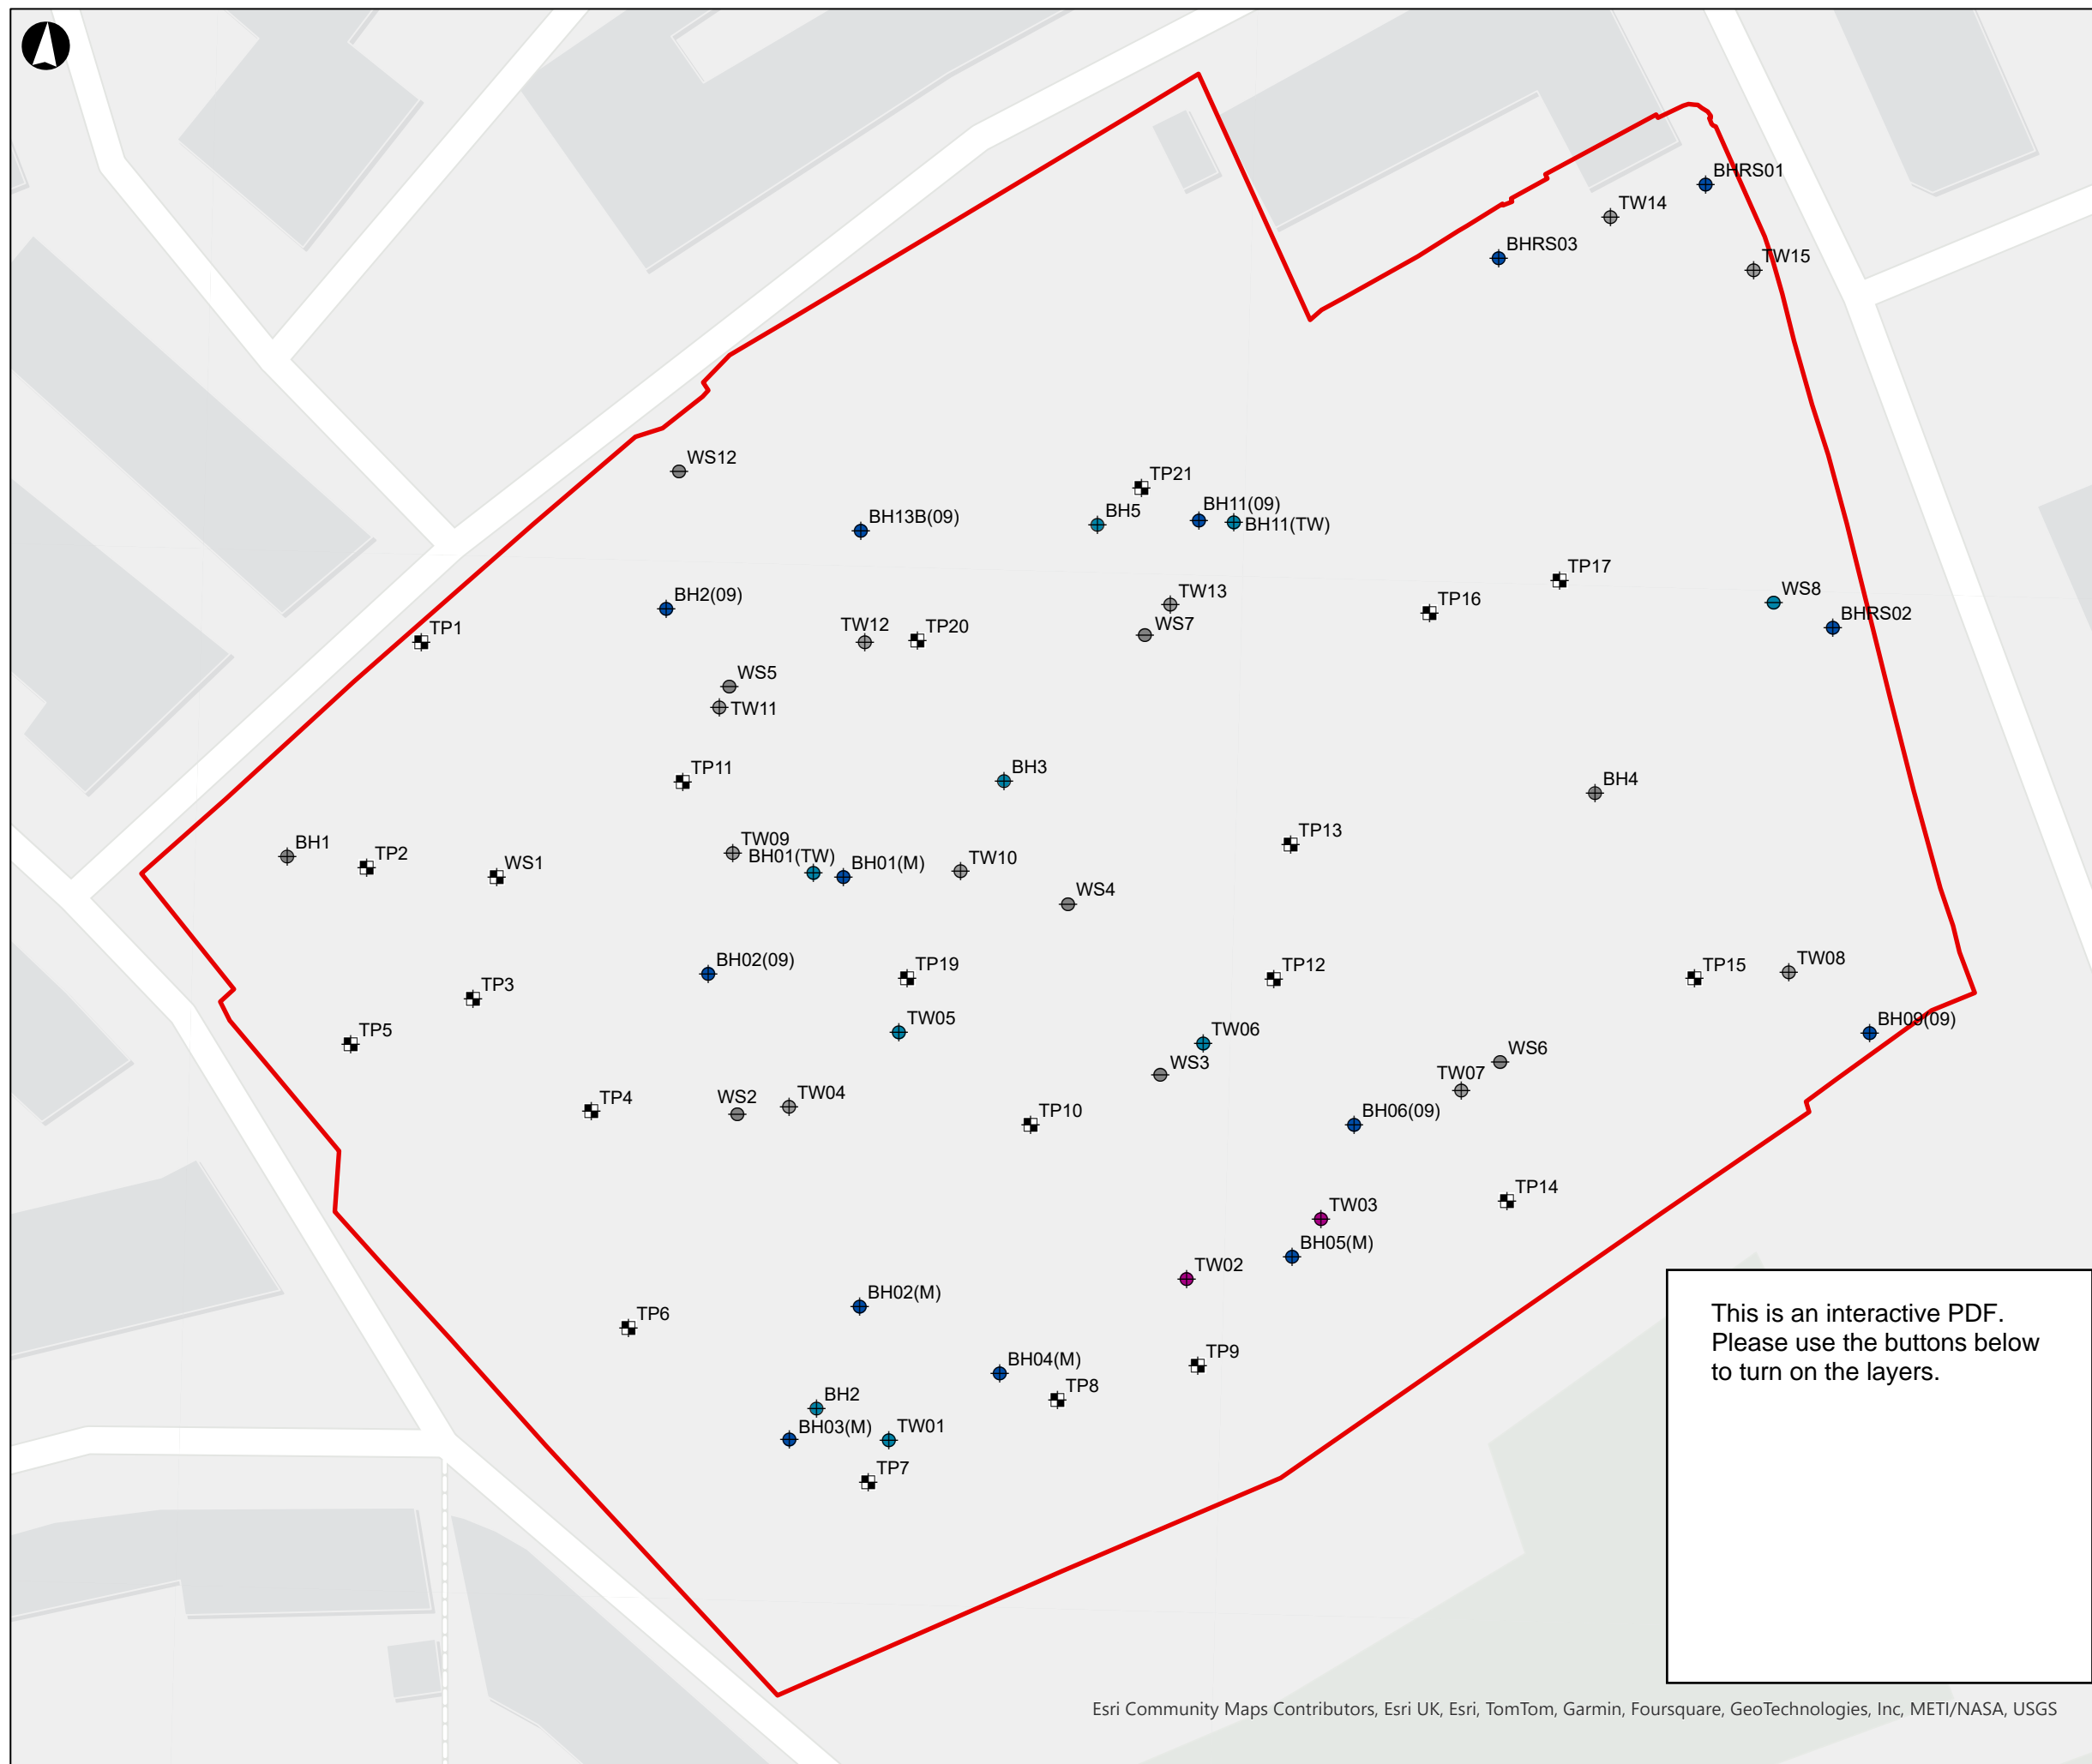 BHRS01
TW14
BHRS03
TW15
WS12
TP21
BH11(09)
BH5
BH11(TW)
BH13B(09)
TP17
BH2(09)
TW13
TP16
WS8
BHRS02
TP1
TW12
TP20
WS7
WS5
TW11
TP11
BH3
BH4
TP13
BH1
TW09
TP2
WS1
BH01(TW)
BH01(M)
TW10
WS4
BH02(09)
TP19
TP12
TP15
TW08
TP3
TW05
BH09(09)
TP5
TW06
WS3
WS6
TW07
TP4
WS2
TW04
TP10
BH06(09)
TP14
TW03
BH05(M)
TW02
BH02(M)
TP6
This is an interactive PDF.
Please use the buttons below
to turn on the layers.
TP9
BH04(M)
TP8
BH2
BH03(M)
TW01
TP7
Esri Community Maps Contributors, Esri UK, Esri, TomTom, Garmin, Foursquare, GeoTechnologies, Inc, METI/NASA, USGS